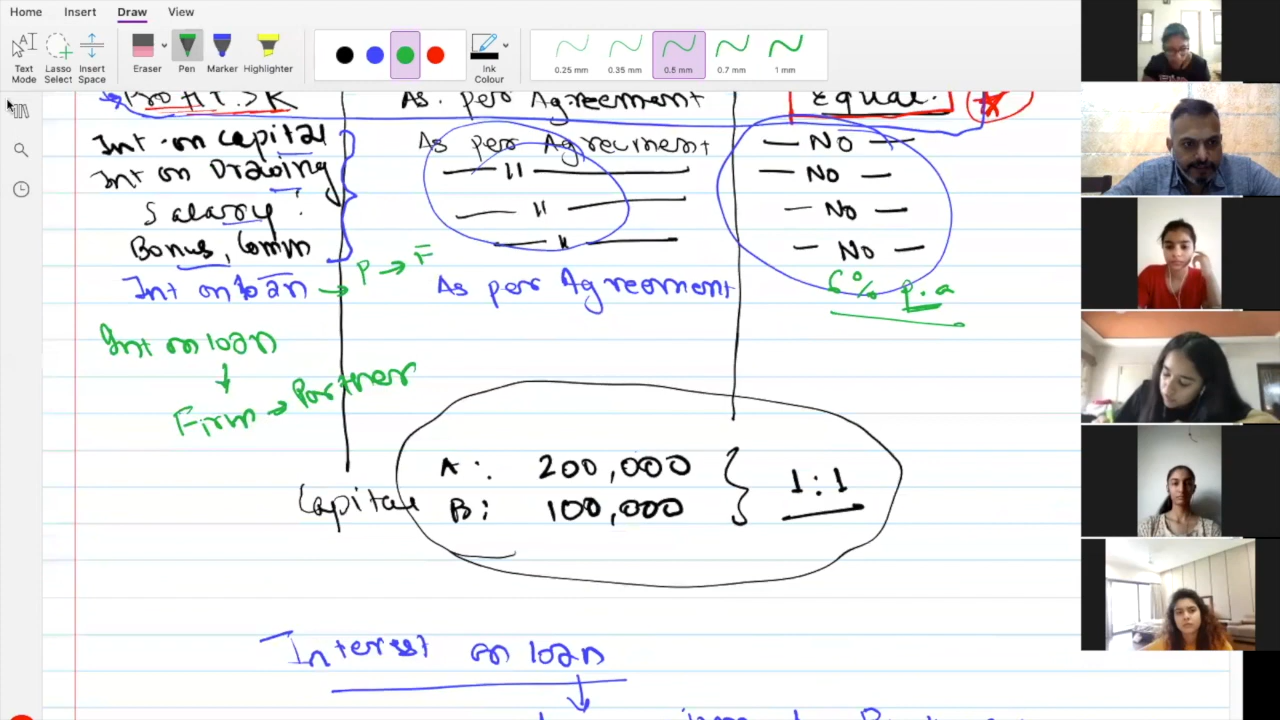 Home Insert Draw View
Text Mode Lasso Select Insert Space Eraser Pen Marker Highlighter Ink Colour 0.25 mm 0.35 mm 0.5 mm 0.7 mm 1 mm
As. per Agreement Equal.
Int. on capital As per Agreement — No —
Int on Drawing — 11 — — No —
Salary: — 11 — — No —
Bonus, Comm — 11 — — No —
Int on loan → P → F As per Agreement 6% p.a
Int on loan
↓
Firm → Partner
A: 200,000
1:1
Capital B: 100,000
Interest on loan